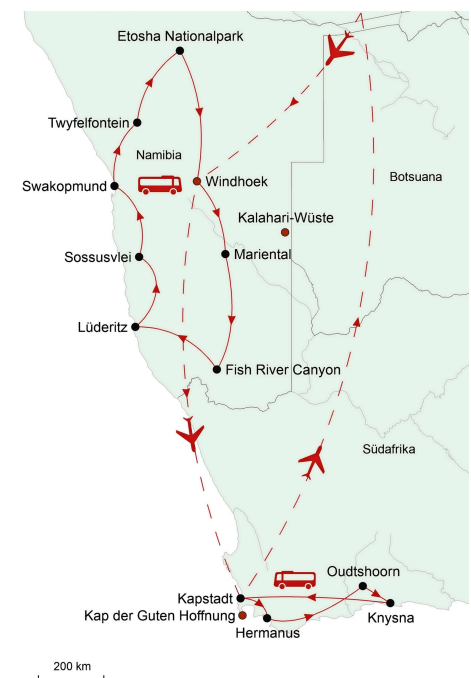 Etosha Nationalpark
Twyfelfontein
Namibia
Botsuana
Swakopmund
Windhoek
Kalahari-Wüste
Sossusvlei
Mariental
Lüderitz
Fish River Canyon
Südafrika
Oudtshoorn
Kapstadt
Kap der Guten Hoffnung
Knysna
Hermanus
200 km